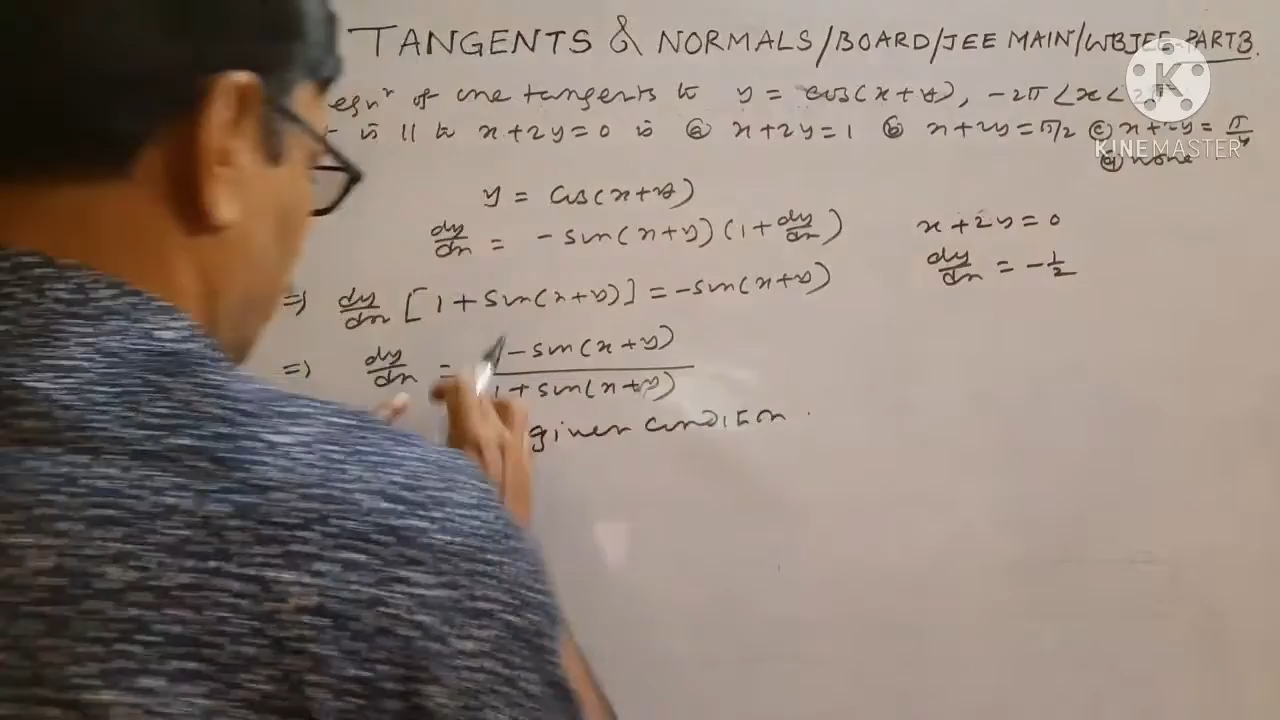 TANGENTS & NORMALS/BOARD/JEE MAIN/WBJEE-PART3.
eqnˢ of the tangents to y = cos(x+y), -2π<x<2π
is || to x+2y=0 is ⓐ x+2y=1 ⓑ x+2y=π/2 ⓒ x+2y=π/4
ⓓ none
KINEMASTER
y = cos(x+y)
dy/dx = -sin(x+y)(1+dy/dx)
x+2y=0
dy/dx = -1/2
=> dy/dx [1+sin(x+y)] = -sin(x+y)
=> dy/dx = -sin(x+y)/1+sin(x+y)
given condition